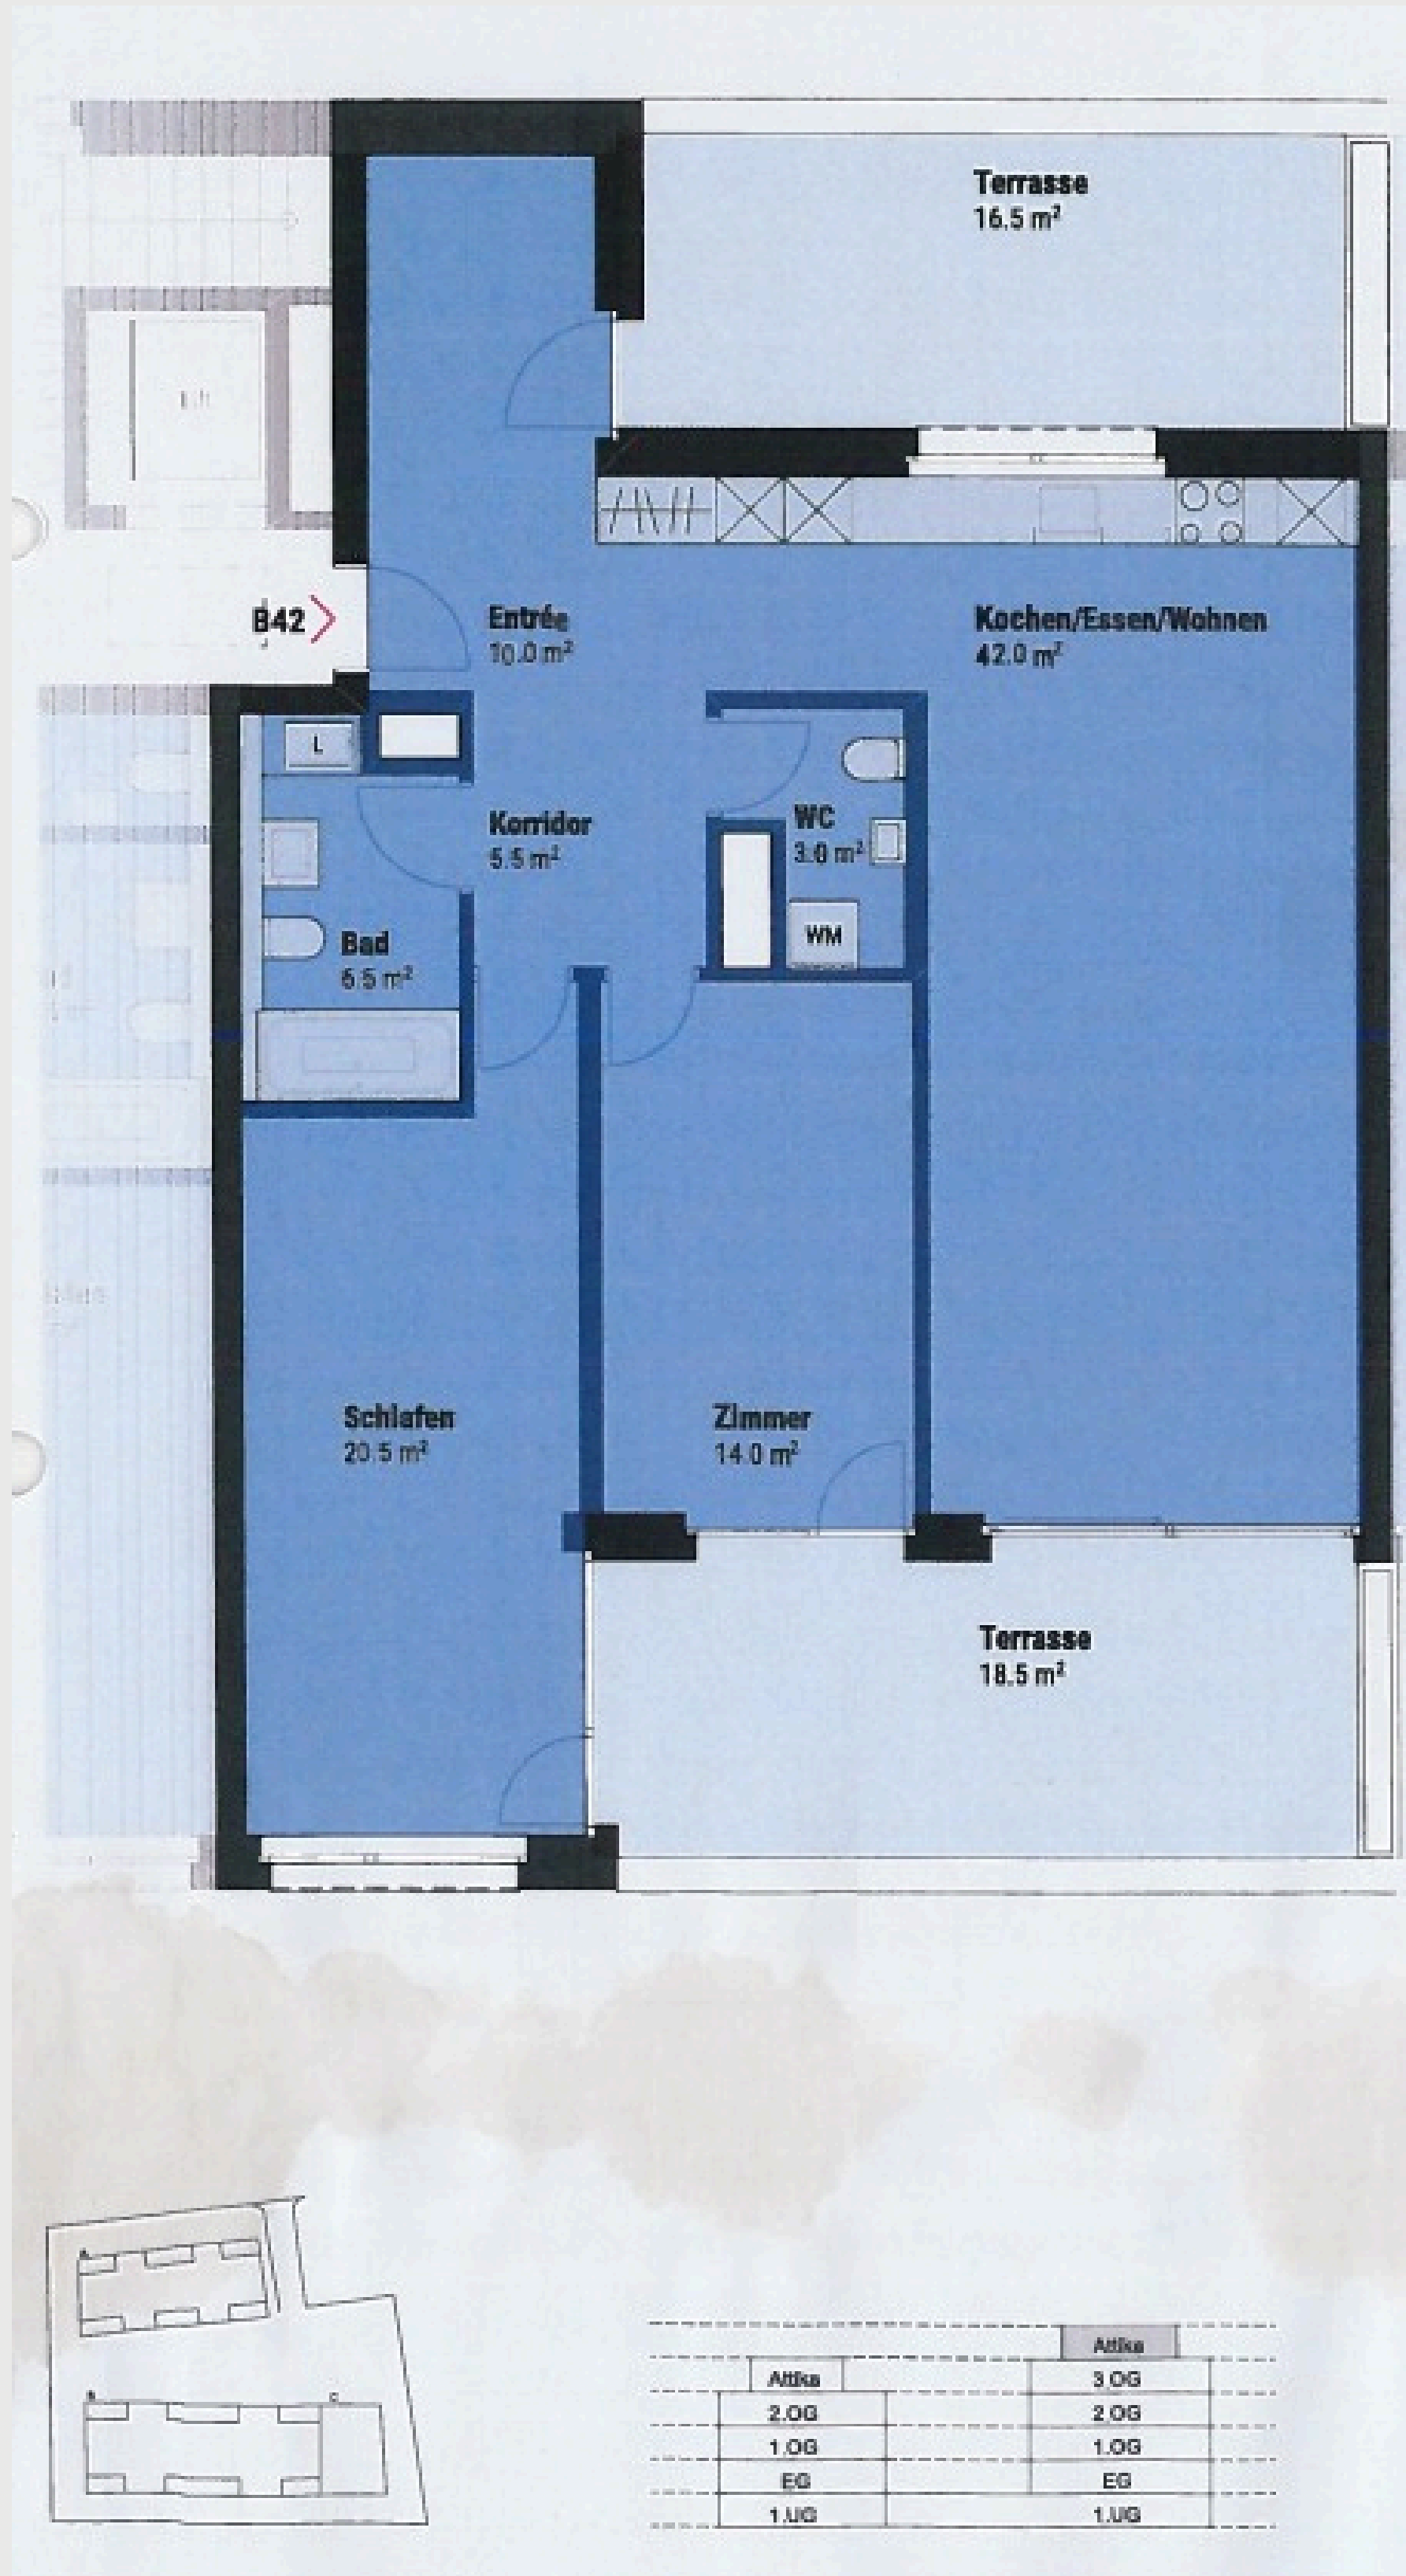 Terrasse
16.5 m²
Lift
B42
Entrée
10.0 m²
Kochen/Essen/Wohnen
42.0 m²
L
Korridor
5.5 m²
WC
3.0 m²
Bad
6.5 m²
WM
Schlafen
20.5 m²
Zimmer
14.0 m²
Terrasse
18.5 m²
A
B
C
Attika
Attika
3.OG
2.OG
2.OG
1.OG
1.OG
EG
EG
1.UG
1.UG